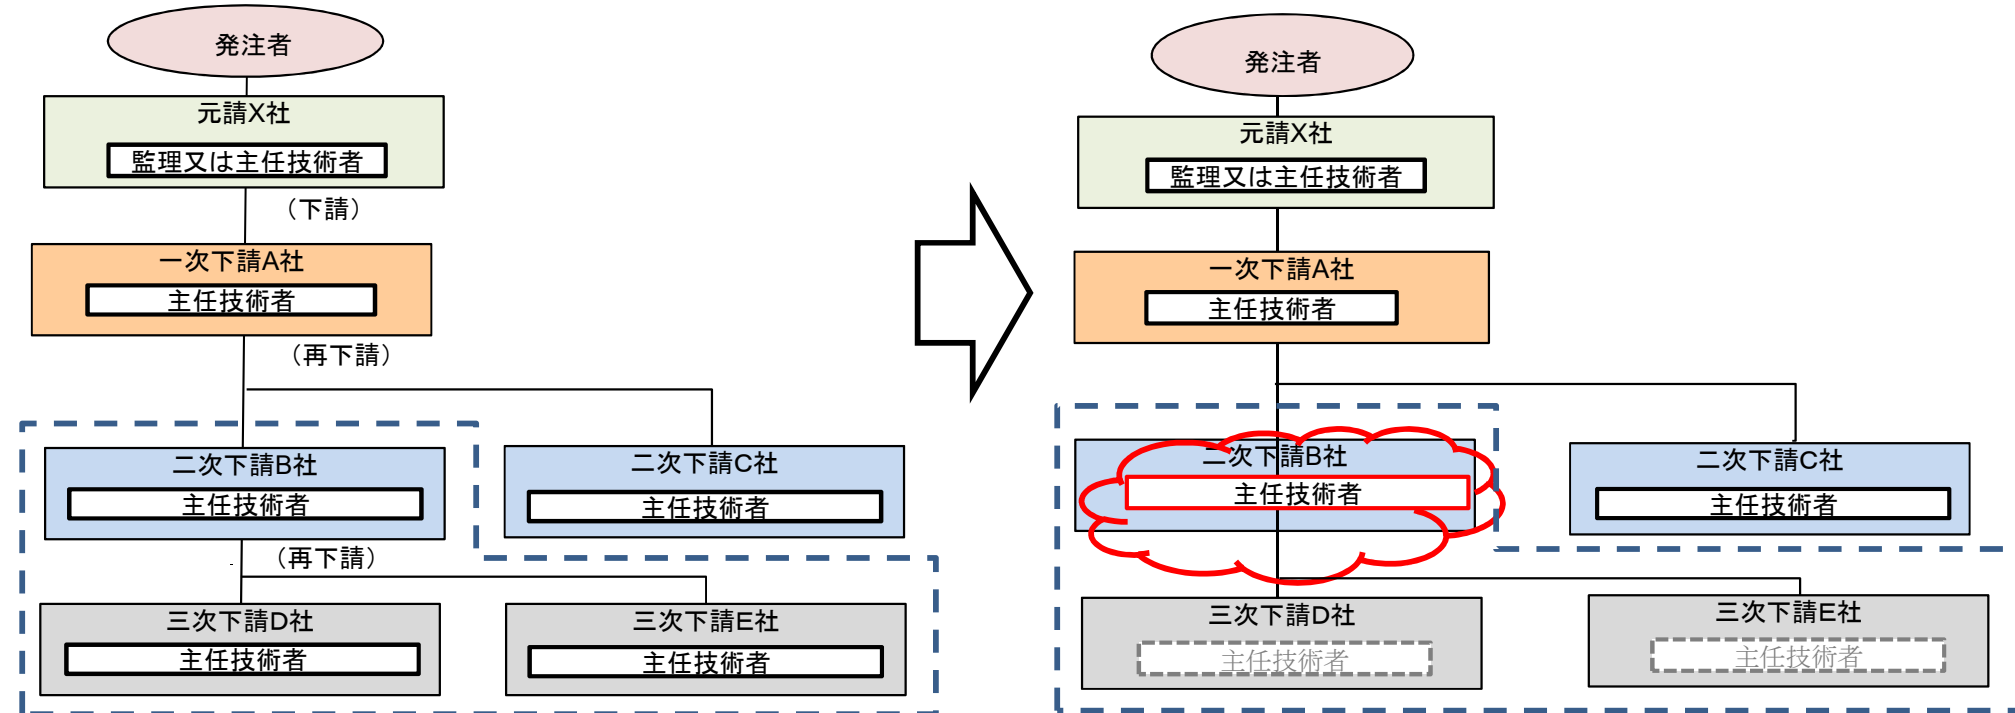 発注者
元請X社
監理又は主任技術者
（下請）
一次下請A社
主任技術者
（再下請）
二次下請B社
主任技術者
二次下請C社
主任技術者
（再下請）
三次下請D社
主任技術者
三次下請E社
主任技術者
発注者
元請X社
監理又は主任技術者
一次下請A社
主任技術者
二次下請B社
主任技術者
二次下請C社
主任技術者
三次下請D社
主任技術者
三次下請E社
主任技術者